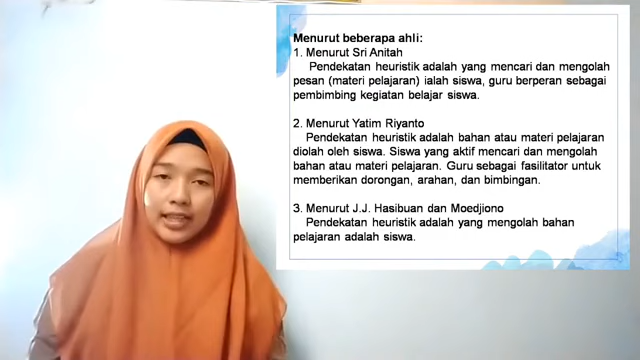 Menurut beberapa ahli:
1. Menurut Sri Anitah
Pendekatan heuristik adalah yang mencari dan mengolah
pesan (materi pelajaran) ialah siswa, guru berperan sebagai
pembimbing kegiatan belajar siswa.
2. Menurut Yatim Riyanto
Pendekatan heuristik adalah bahan atau materi pelajaran
diolah oleh siswa. Siswa yang aktif mencari dan mengolah
bahan atau materi pelajaran. Guru sebagai fasilitator untuk
memberikan dorongan, arahan, dan bimbingan.
3. Menurut J.J. Hasibuan dan Moedjiono
Pendekatan heuristik adalah yang mengolah bahan
pelajaran adalah siswa.